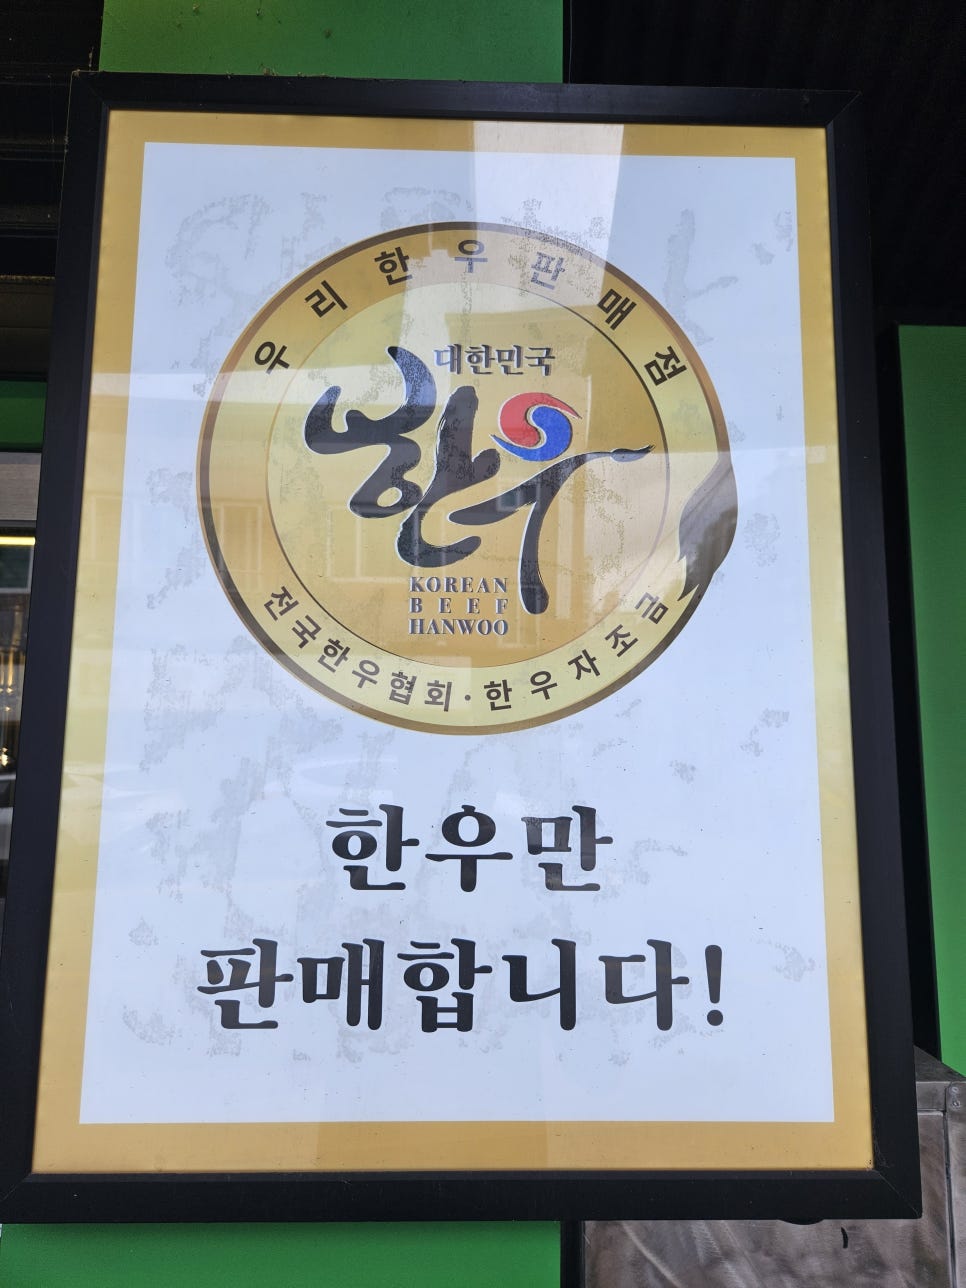 우리한우판매점
대한민국
한우
KOREAN
BEEF
HANWOO
전국한우협회·한우자조금
한우만
판매합니다!